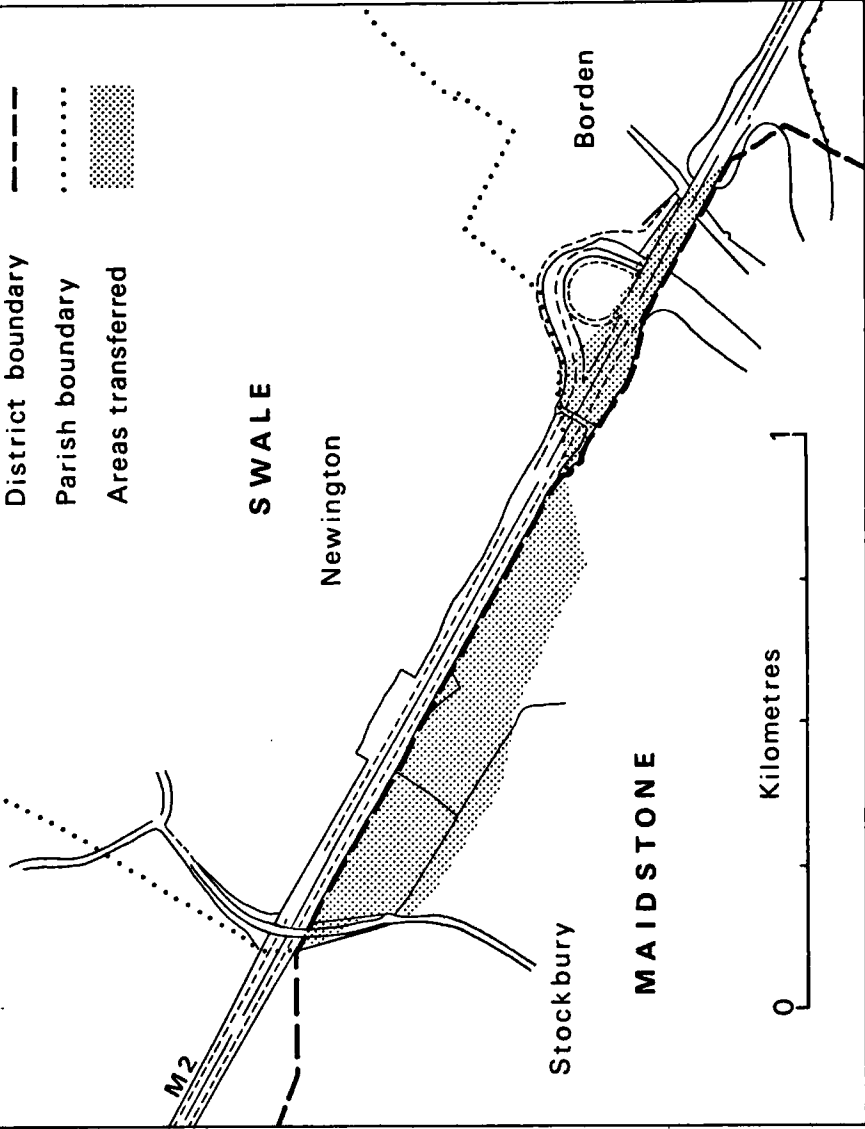 District boundary
Parish boundary
Areas transferred
SWALE
Newington
Borden
M2
Stockbury
MAIDSTONE
Kilometres
0
1